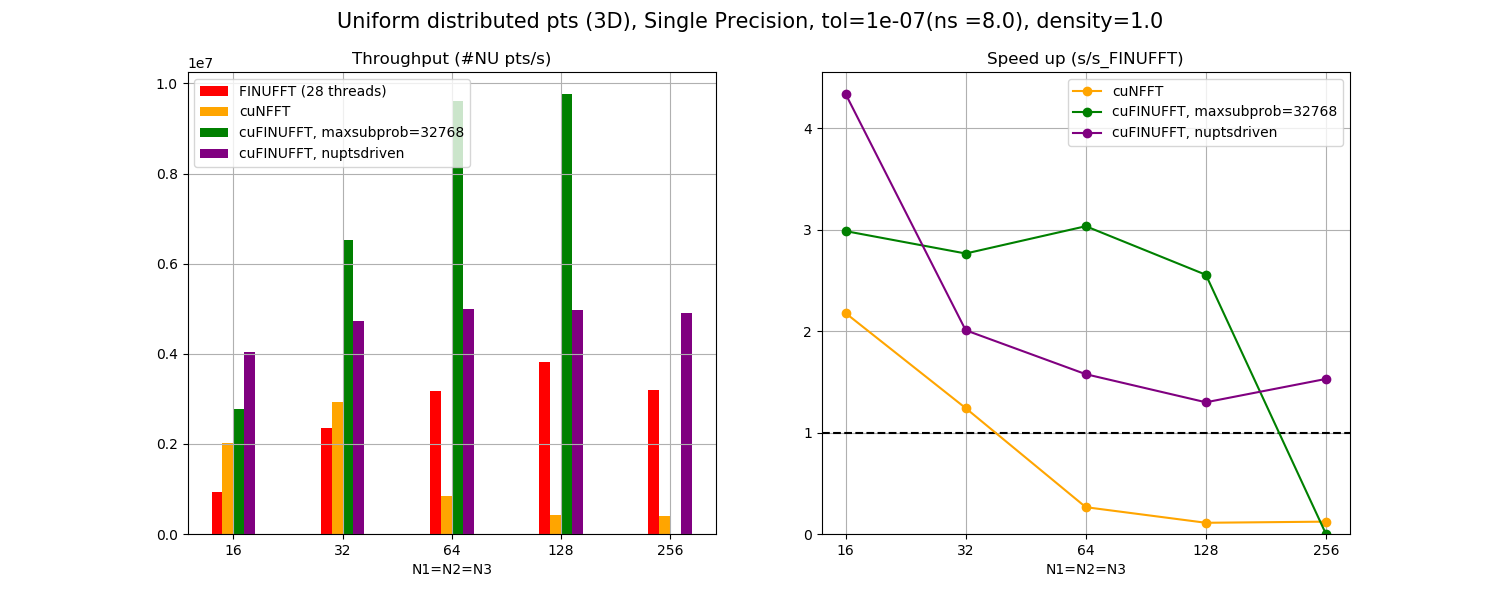 Uniform distributed pts (3D), Single Precision, tol=1e-07(ns =8.0), density=1.0
Throughput (#NU pts/s)
1e7
1.0
0.8
0.6
0.4
0.2
0.0
FINUFFT (28 threads)
cuNFFT
cuFINUFFT, maxsubprob=32768
cuFINUFFT, nuptsdriven
16
32
64
128
256
N1=N2=N3
Speed up (s/s_FINUFFT)
4
3
2
1
0
cuNFFT
cuFINUFFT, maxsubprob=32768
cuFINUFFT, nuptsdriven
16
32
64
128
256
N1=N2=N3